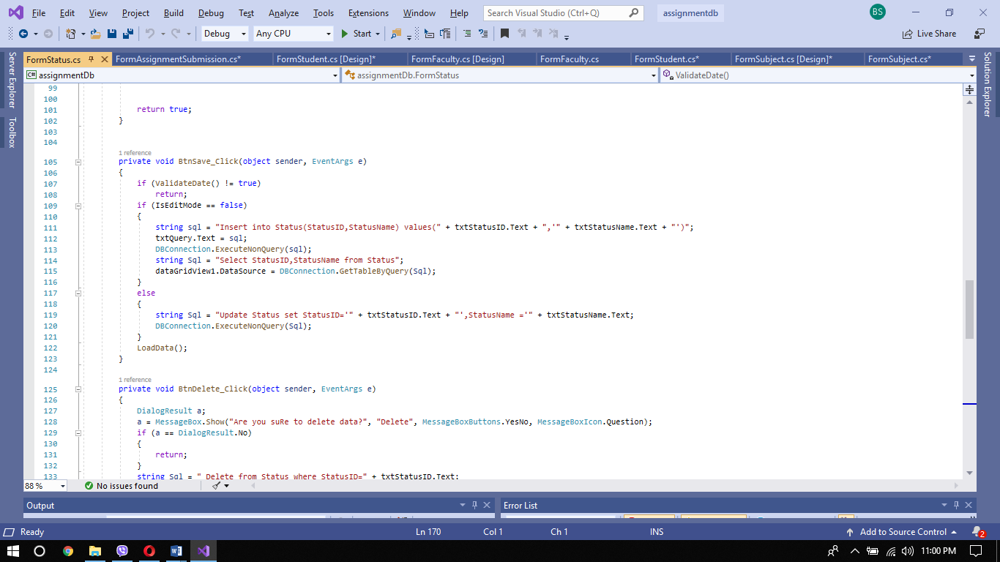 File Edit View Project Build Debug Test Analyze Tools Extensions Window Help Search Visual Studio (Ctrl+Q) assignmentdb BS
Debug Any CPU Start Live Share
Server Explorer
Toolbox
Solution Explorer
FormStatus.cs FormAssignmentSubmission.cs* FormStudent.cs [Design]* FormFaculty.cs [Design] FormFaculty.cs FormStudent.cs* FormSubject.cs [Design]* FormSubject.cs*
C# assignmentDb assignmentDb.FormStatus ValidateDate()
99
100
101 return true;
102 }
103
104
1 reference
105 private void BtnSave_Click(object sender, EventArgs e)
106 {
107 if (ValidateDate() != true)
108 return;
109 if (IsEditMode == false)
110 {
111 string sql = "Insert into Status(StatusID,StatusName) values(" + txtStatusID.Text + ",'" + txtStatusName.Text + "')";
112 txtQuery.Text = sql;
113 DBConnection.ExecuteNonQuery(sql);
114 string Sql = "Select StatusID,StatusName from Status";
115 dataGridView1.DataSource = DBConnection.GetTableByQuery(Sql);
116 }
117 else
118 {
119 string Sql = "Update Status set StatusID='" + txtStatusID.Text + "',StatusName ='" + txtStatusName.Text;
120 DBConnection.ExecuteNonQuery(Sql);
121 }
122 LoadData();
123 }
124
1 reference
125 private void BtnDelete_Click(object sender, EventArgs e)
126 {
127 DialogResult a;
128 a = MessageBox.Show("Are you suRe to delete data?", "Delete", MessageBoxButtons.YesNo, MessageBoxIcon.Question);
129 if (a == DialogResult.No)
130 {
131 return;
132 }
133 string Sql = " Delete from Status where StatusID=" + txtStatusID.Text;
88 % No issues found
Output Error List
Ready Ln 170 Col 1 Ch 1 INS Add to Source Control 2
11:00 PM